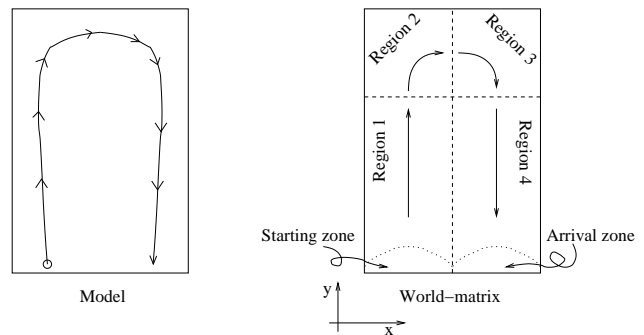 Region 2
Region 3
Region 1
Region 4
Starting zone
Arrival zone
Model
y
World-matrix
x